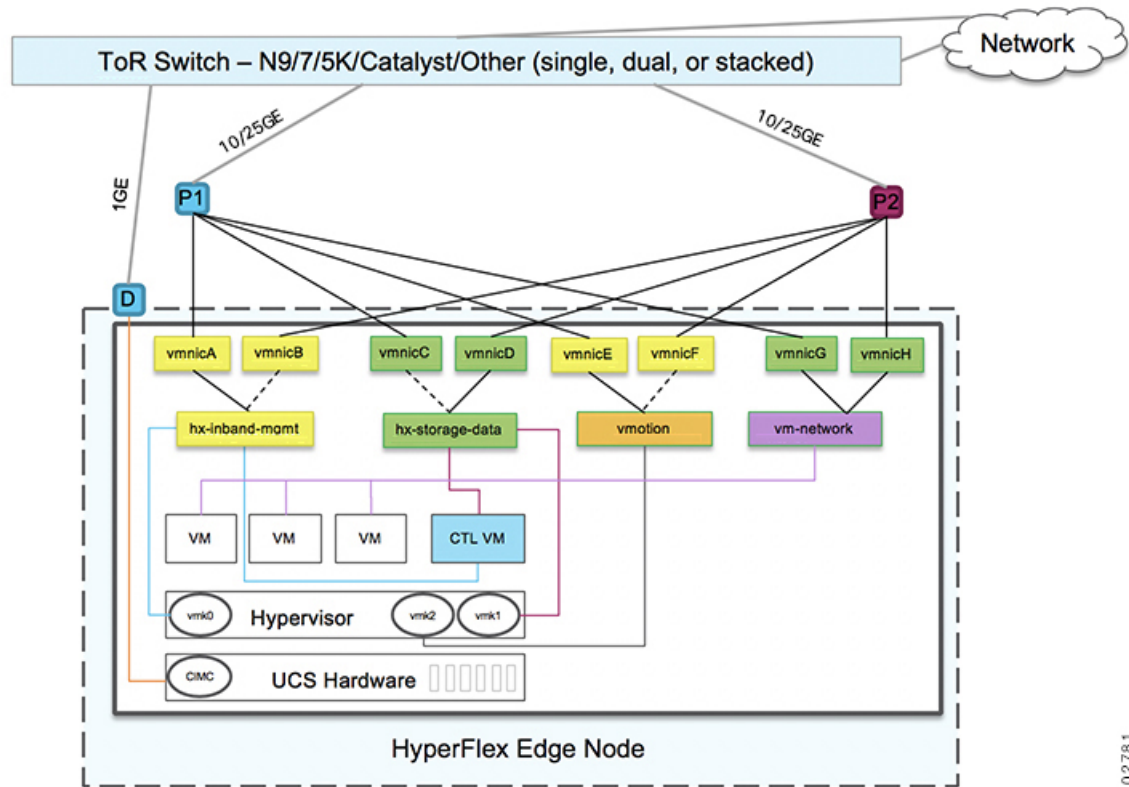 Network
ToR Switch – N9/7/5K/Catalyst/Other (single, dual, or stacked)
1GE
10/25GE
10/25GE
P1
P2
D
vmnicA
vmnicB
vmnicC
vmnicD
vmnicE
vmnicF
vmnicG
vmnicH
hx-inband-mgmt
hx-storage-data
vmotion
vm-network
VM
VM
VM
CTL VM
vmk0
Hypervisor
vmk2
vmk1
CIMC
UCS Hardware
HyperFlex Edge Node